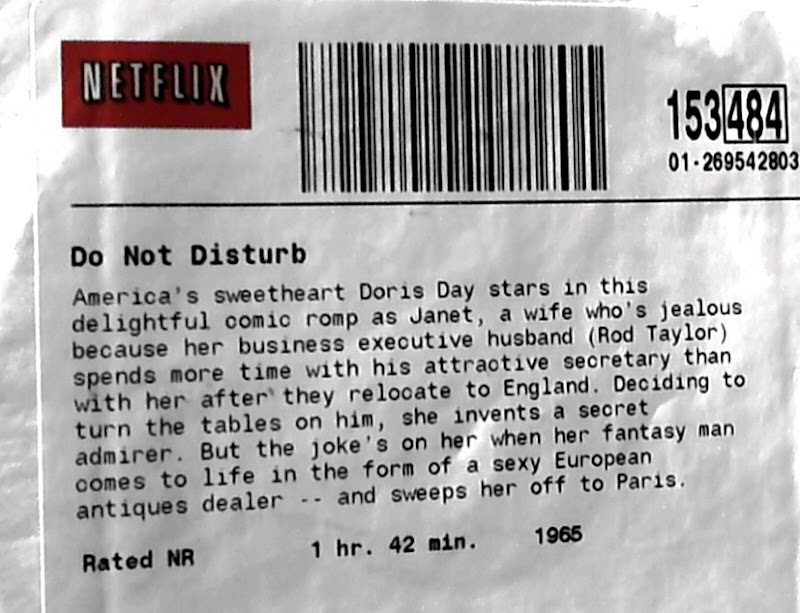 NETFLIX
153484
01-269542803
Do Not Disturb
America's sweetheart Doris Day stars in this
delightful comic romp as Janet, a wife who's jealous
because her business executive husband (Rod Taylor)
spends more time with his attractive secretary than
with her after they relocate to England. Deciding to
turn the tables on him, she invents a secret
admirer. But the joke's on her when her fantasy man
comes to life in the form of a sexy European
antiques dealer -- and sweeps her off to Paris.
Rated NR 1 hr. 42 min. 1965